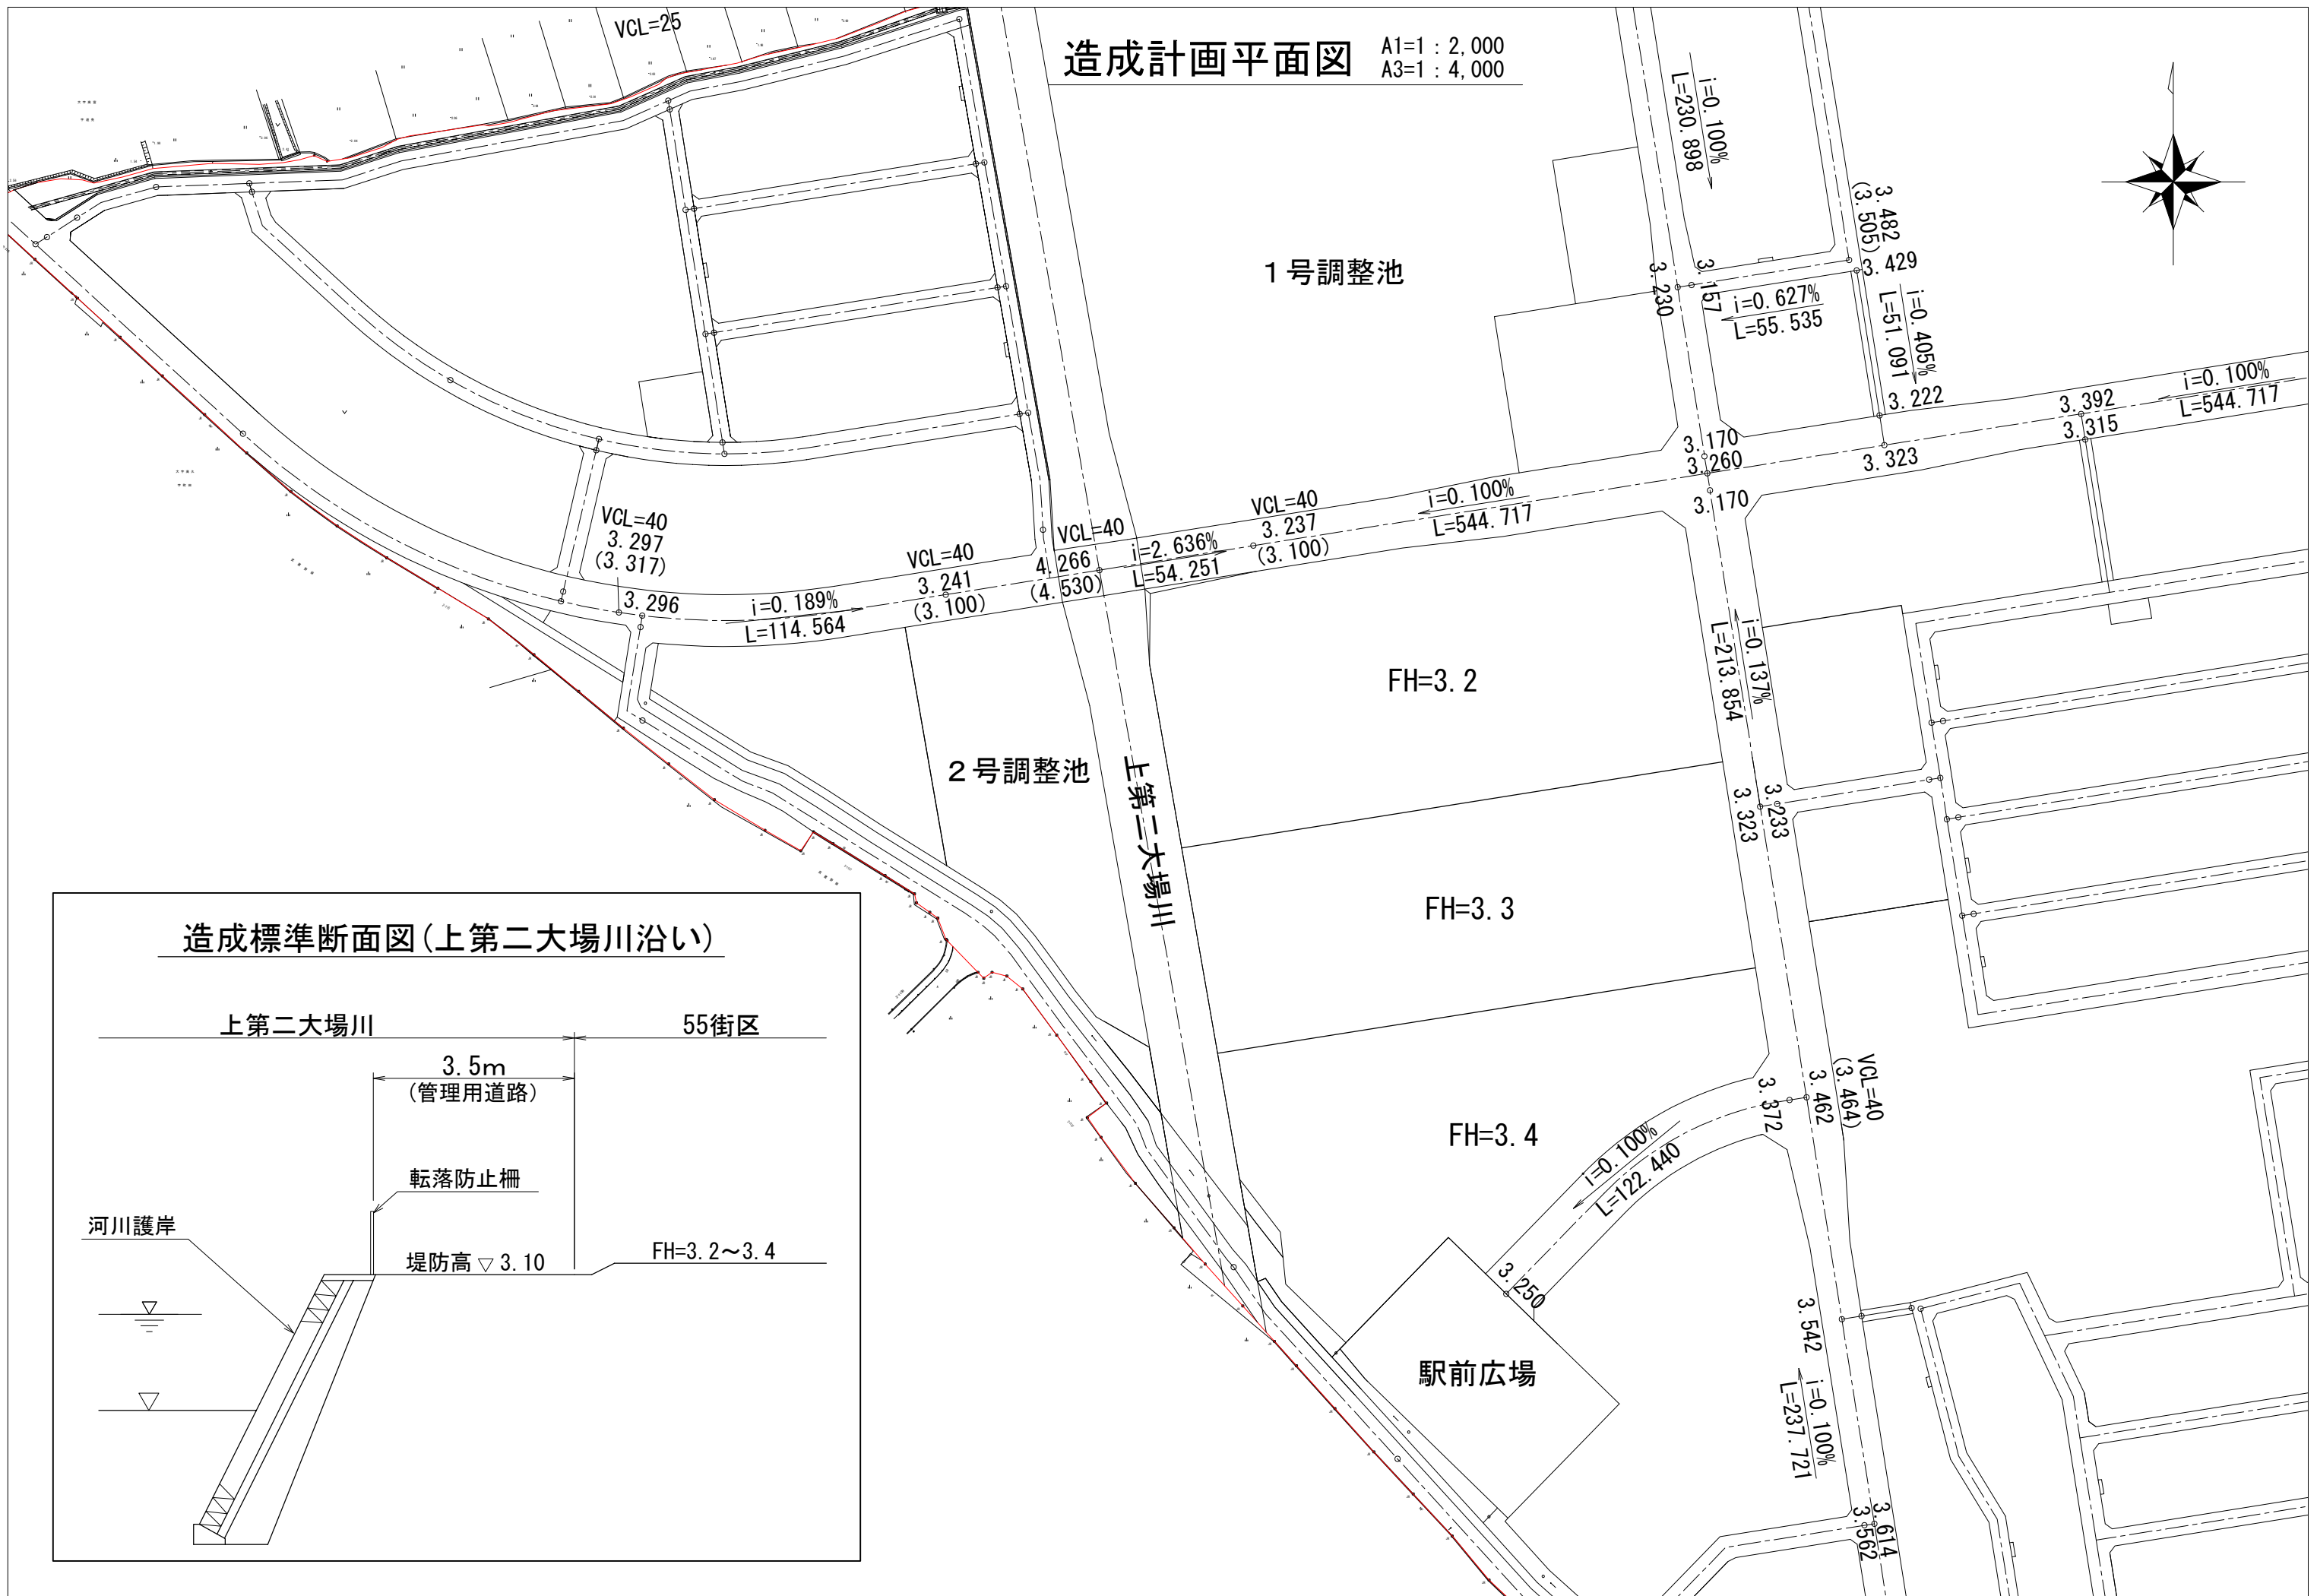 造成計画平面図
A1=1：2,000
A3=1：4,000
VCL=25
i=0.100%
L=230.898
3.482
(3.505)
3.429
3.230
3.157
i=0.627%
L=55.535
i=0.405%
L=51.091
3.222
3.392
3.315
i=0.100%
L=544.717
3.170
3.260
3.323
3.170
1号調整池
VCL=40
3.297
(3.317)
3.296
i=0.189%
L=114.564
VCL=40
3.241
(3.100)
VCL=40
4.266
(4.530)
i=2.636%
L=54.251
VCL=40
3.237
(3.100)
i=0.100%
L=544.717
FH=3.2
i=0.137%
L=213.854
2号調整池
上第二大場川
3.323
3.233
FH=3.3
FH=3.4
VCL=40
3.462
(3.464)
3.372
i=0.100%
L=122.440
3.250
駅前広場
3.542
i=0.100%
L=237.721
3.562
3.614
造成標準断面図(上第二大場川沿い)
上第二大場川
55街区
3.5m
(管理用道路)
転落防止柵
河川護岸
堤防高▽3.10
FH=3.2～3.4